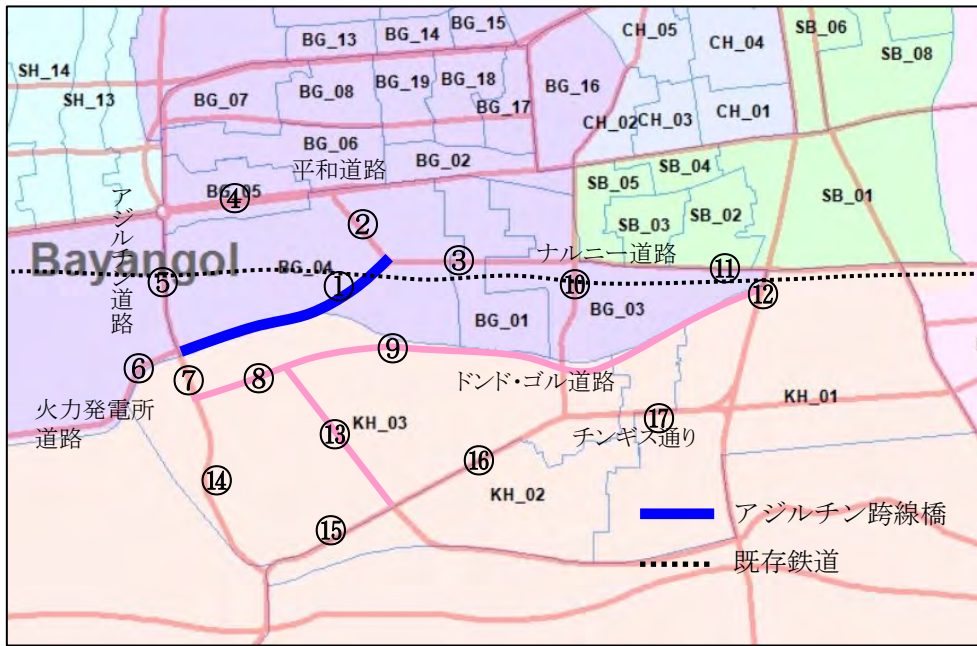 BG_15
BG_13
BG_14
CH_05
CH_04
SB_06
SB_08
SH_14
SH_13
BG_07
BG_08
BG_19
BG_18
BG_17
BG_16
CH_02
CH_03
CH_01
BG_06
BG_02
平和道路
SB_04
SB_05
BG_05
④
アジルチン道路
②
SB_03
SB_02
SB_01
Bayangol
BG_04
③
ナルニー道路
⑤
①
⑩
⑪
⑫
BG_01
BG_03
⑥
⑦
⑧
⑨
ドンド・ゴル道路
火力発電所
道路
⑬
KH_03
⑰
KH_01
チンギス通り
⑭
⑯
KH_02
⑮
アジルチン跨線橋
既存鉄道